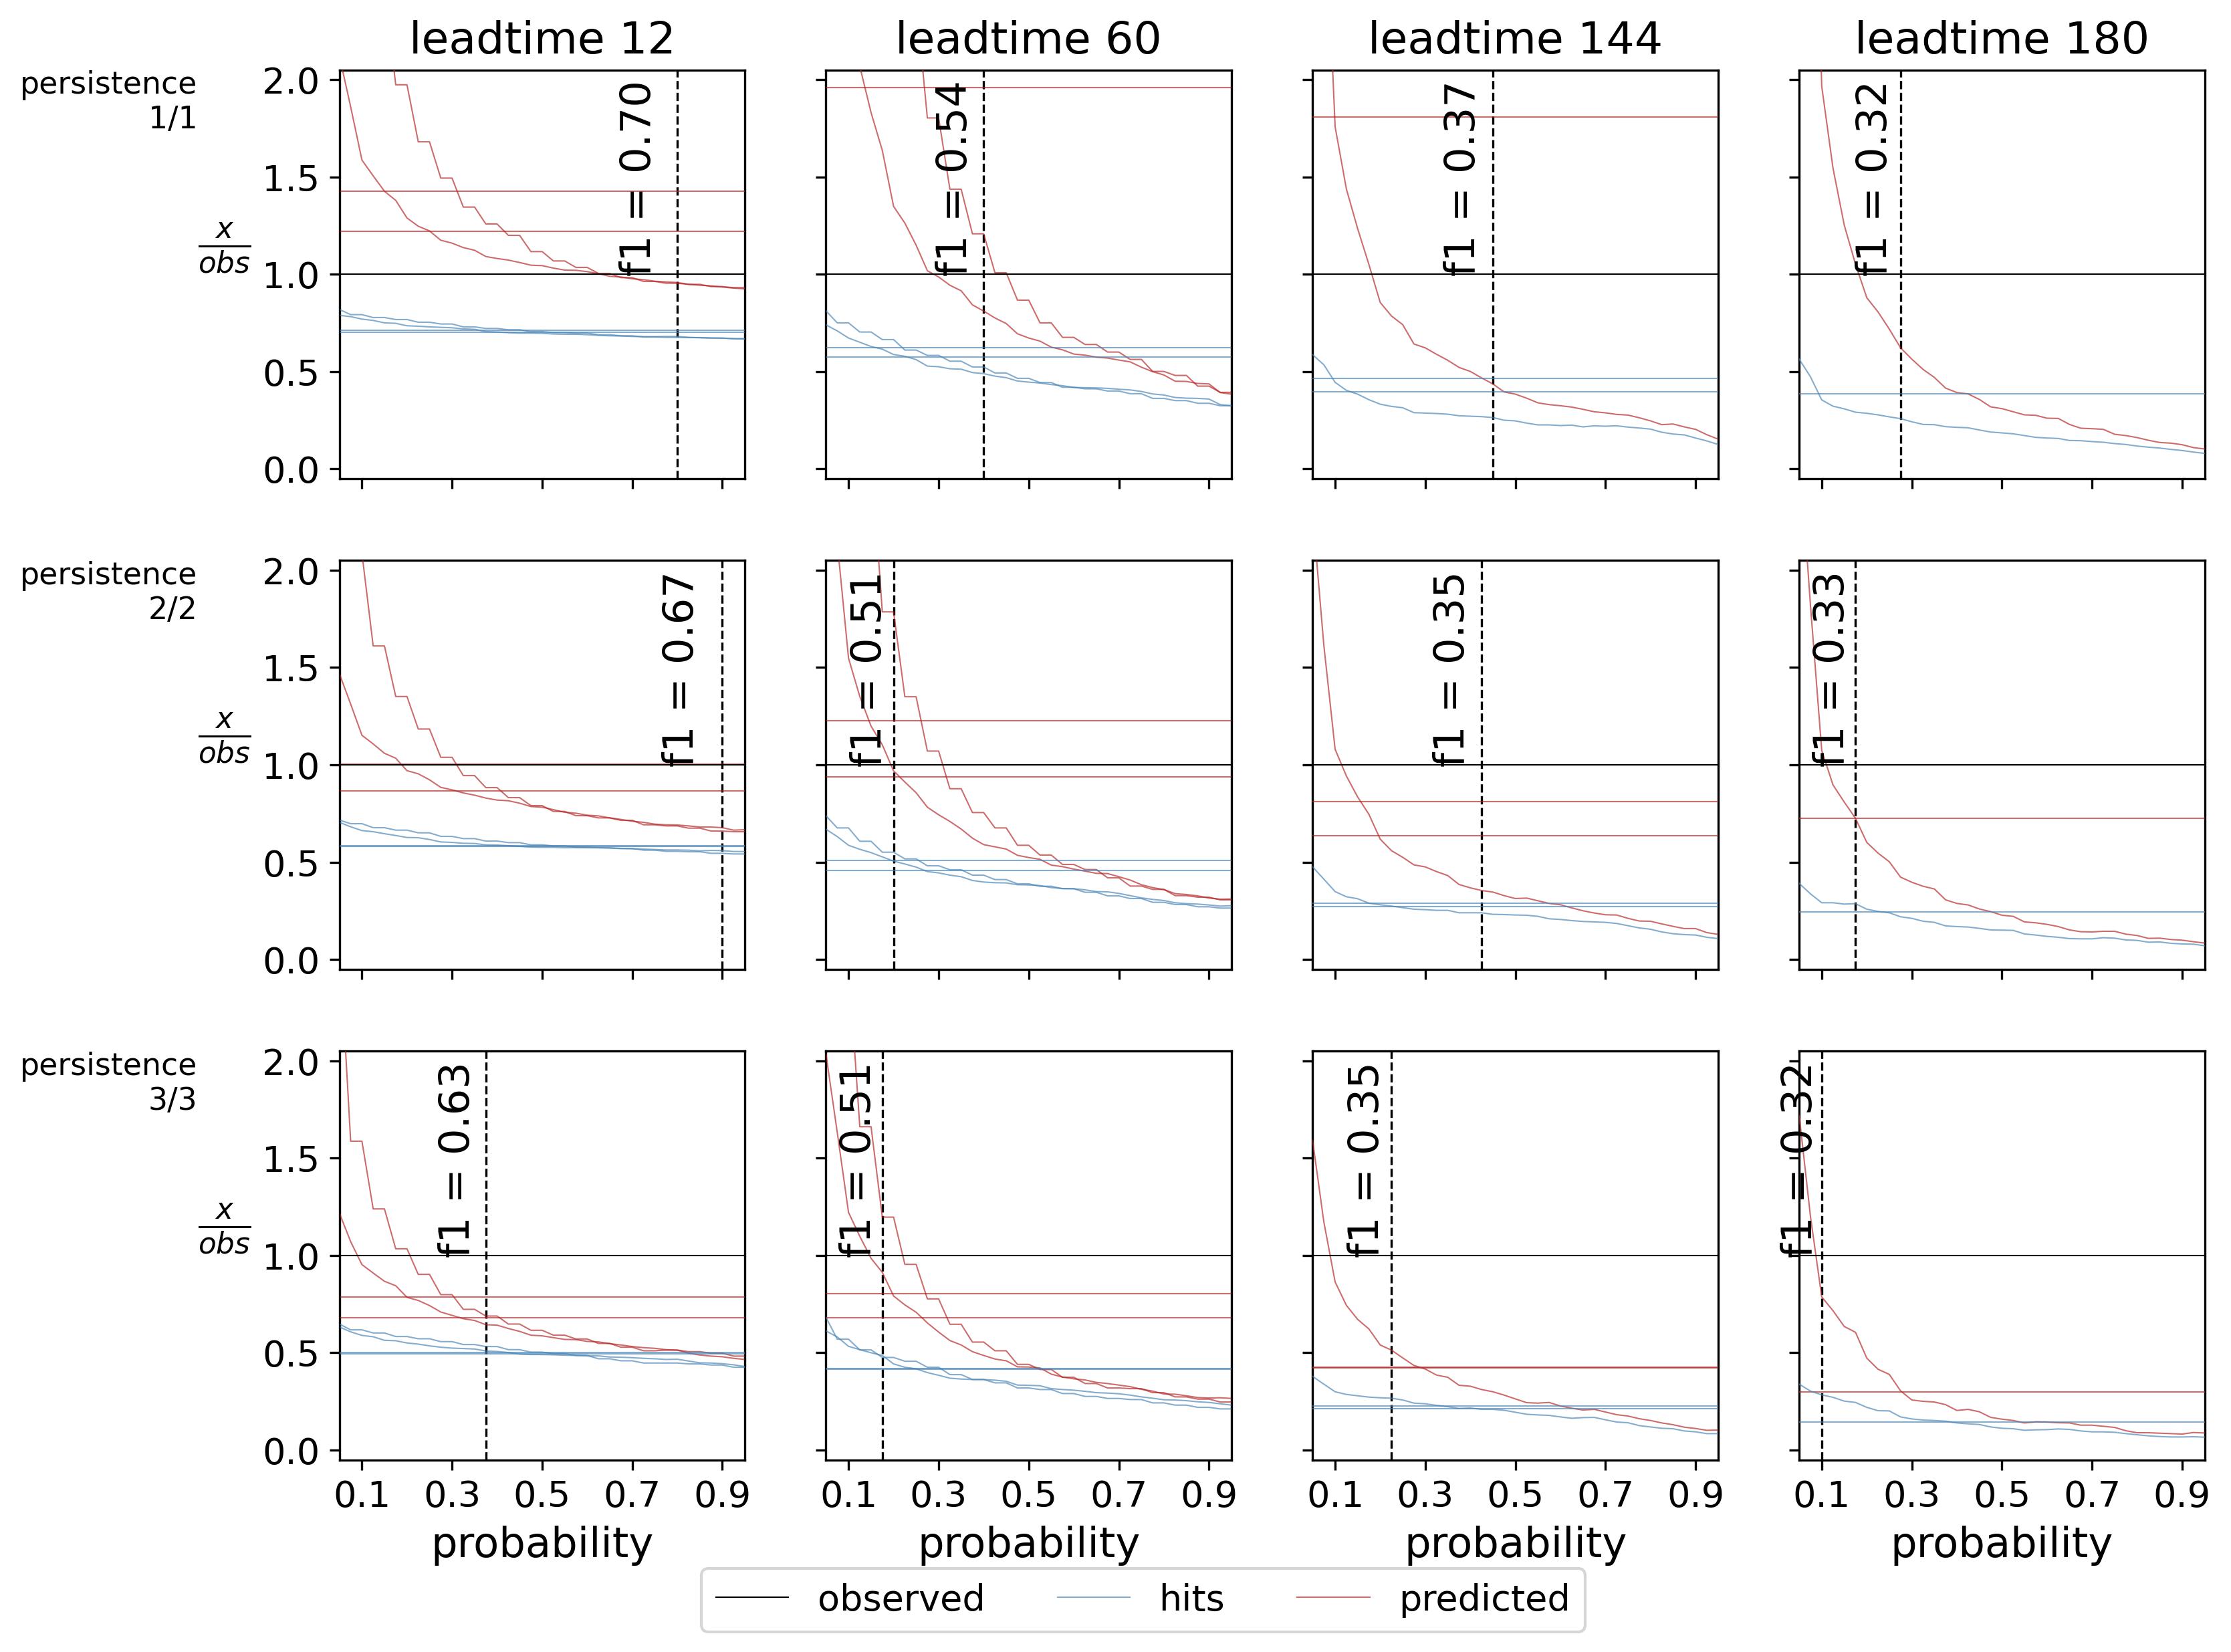 leadtime 12
leadtime 60
leadtime 144
leadtime 180
persistence
1/1
x
obs
2.0
1.5
1.0
0.5
0.0
f1 = 0.70
f1 = 0.54
f1 = 0.37
f1 = 0.32
persistence
2/2
x
obs
2.0
1.5
1.0
0.5
0.0
f1 = 0.67
f1 = 0.51
f1 = 0.35
f1 = 0.33
persistence
3/3
x
obs
2.0
1.5
1.0
0.5
0.0
f1 = 0.63
f1 = 0.51
f1 = 0.35
f1 = 0.32
0.1 0.3 0.5 0.7 0.9
0.1 0.3 0.5 0.7 0.9
0.1 0.3 0.5 0.7 0.9
0.1 0.3 0.5 0.7 0.9
probability
probability
probability
probability
observed hits predicted